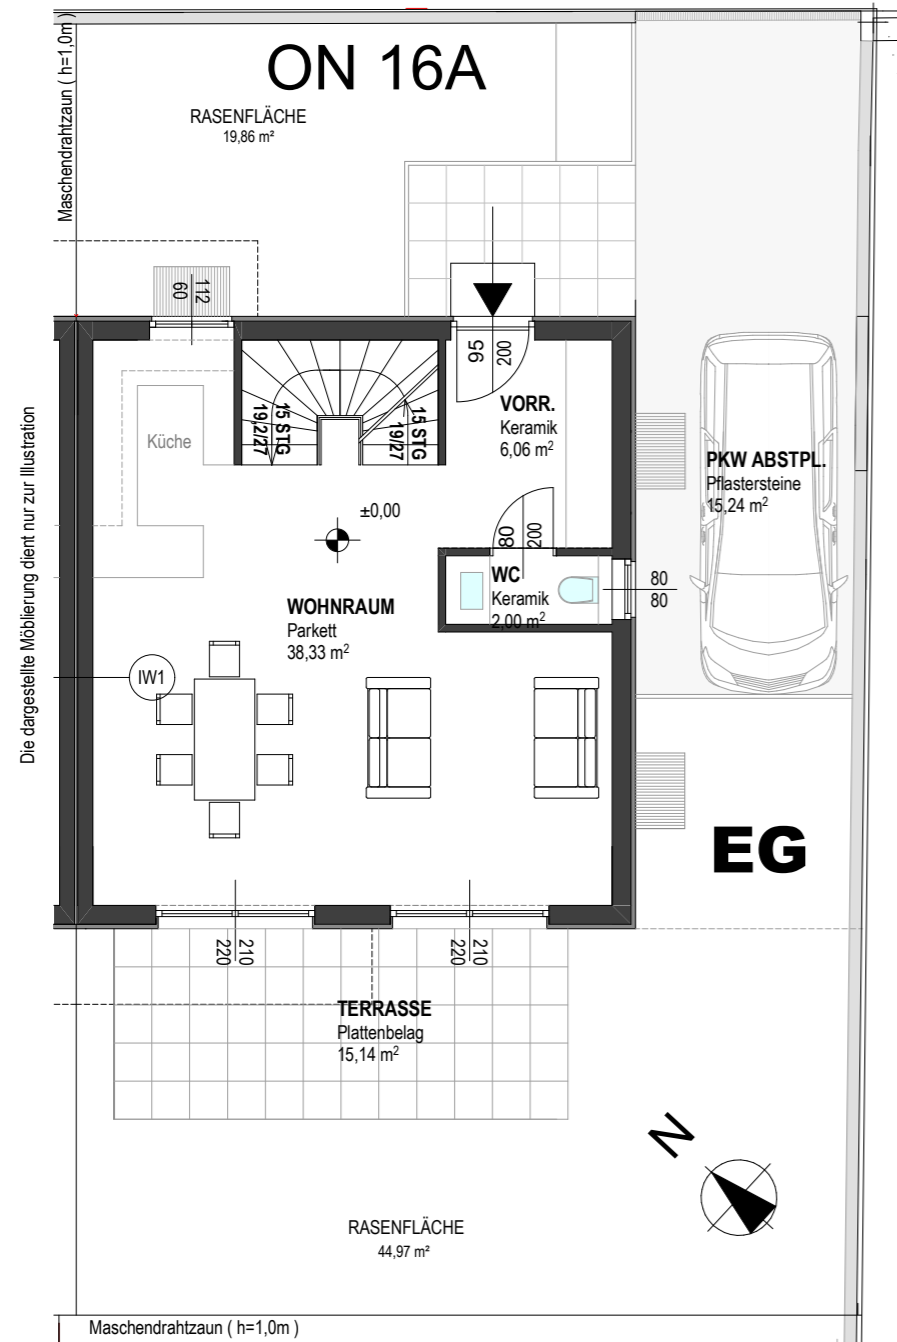 Maschendrahtzaun ( h=1,0m )
ON 16A
RASENFLÄCHE
19,86 m²
112
60
95
200
VORR.
Keramik
6,06 m²
Küche
15 STG
19,2/27
15 STG
19/27
±0,00
PKW ABSTPL.
Pflastersteine
15,24 m²
80
200
WC
Keramik
2,00 m²
80
80
WOHNRAUM
Parkett
38,33 m²
IW1
Die dargestellte Möblierung dient nur zur Illustration
EG
210
220
210
220
TERRASSE
Plattenbelag
15,14 m²
N
RASENFLÄCHE
44,97 m²
Maschendrahtzaun ( h=1,0m )